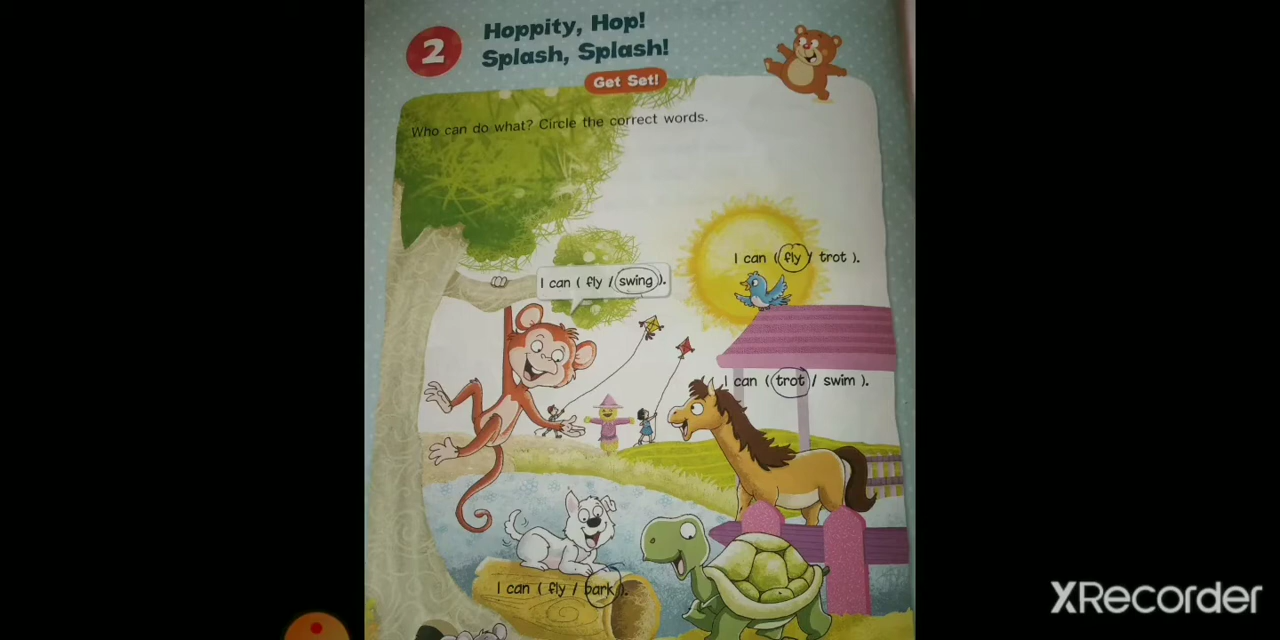 2
Hoppity, Hop!
Splash, Splash!
Get Set!
Who can do what? Circle the correct words.
I can ( fly / trot ).
I can ( fly / swing ).
I can ( trot / swim ).
I can ( fly / bark ).
XRecorder